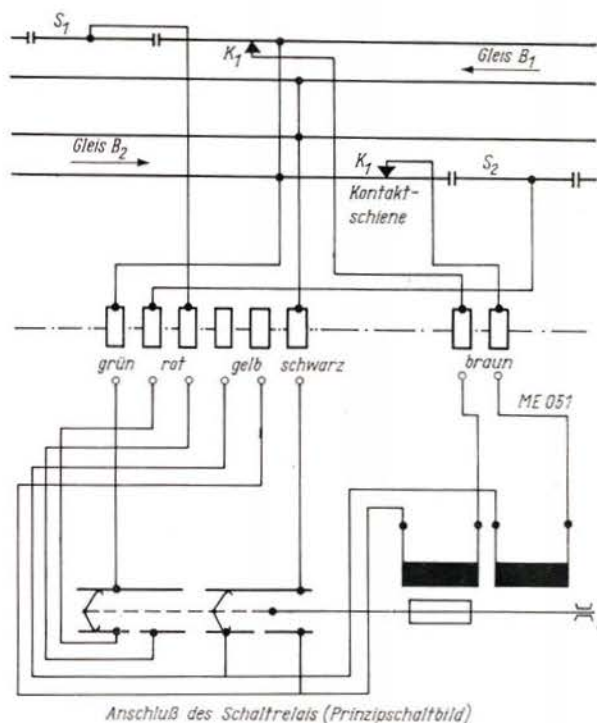 S1
K1
Gleis B1
Gleis B2
K1
S2
Kontakt-
schiene
grün rot gelb schwarz braun
ME 051
Anschluß des Schaltrelais (Prinzipschaltbild)